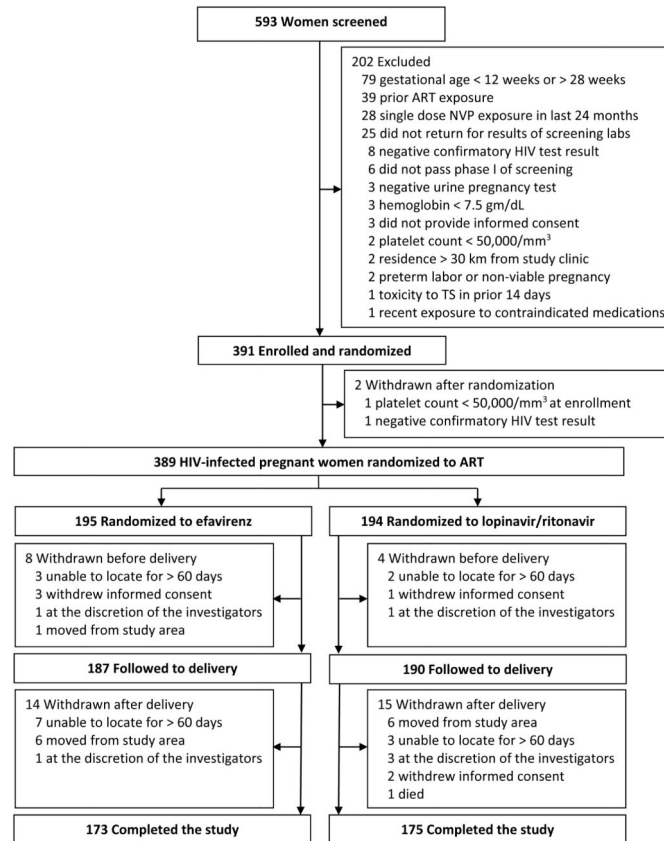 593 Women screened
202 Excluded
79 gestational age < 12 weeks or > 28 weeks
39 prior ART exposure
28 single dose NVP exposure in last 24 months
25 did not return for results of screening labs
8 negative confirmatory HIV test result
6 did not pass phase I of screening
3 negative urine pregnancy test
3 hemoglobin < 7.5 gm/dL
3 did not provide informed consent
2 platelet count < 50,000/mm³
2 residence > 30 km from study clinic
2 preterm labor or non-viable pregnancy
1 toxicity to TS in prior 14 days
1 recent exposure to contraindicated medications
391 Enrolled and randomized
2 Withdrawn after randomization
1 platelet count < 50,000/mm³ at enrollment
1 negative confirmatory HIV test result
389 HIV-infected pregnant women randomized to ART
195 Randomized to efavirenz
8 Withdrawn before delivery
3 unable to locate for > 60 days
3 withdrew informed consent
1 at the discretion of the investigators
1 moved from study area
187 Followed to delivery
14 Withdrawn after delivery
7 unable to locate for > 60 days
6 moved from study area
1 at the discretion of the investigators
173 Completed the study
194 Randomized to lopinavir/ritonavir
4 Withdrawn before delivery
2 unable to locate for > 60 days
1 withdrew informed consent
1 at the discretion of the investigators
190 Followed to delivery
15 Withdrawn after delivery
6 moved from study area
3 unable to locate for > 60 days
3 at the discretion of the investigators
2 withdrew informed consent
1 died
175 Completed the study